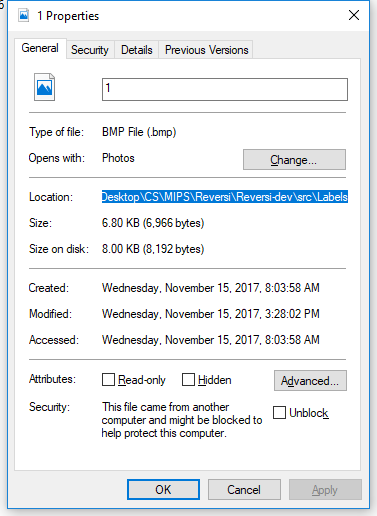 1 Properties
General Security Details Previous Versions
1
Type of file: BMP File (.bmp)
Opens with: Photos Change...
Location: Desktop\CS\MIPS\Reversi\Reversi-dev\src\Labels
Size: 6.80 KB (6,966 bytes)
Size on disk: 8.00 KB (8,192 bytes)
Created: Wednesday, November 15, 2017, 8:03:58 AM
Modified: Wednesday, November 15, 2017, 3:28:02 PM
Accessed: Wednesday, November 15, 2017, 8:03:58 AM
Attributes: Read-only Hidden Advanced...
Security: This file came from another
computer and might be blocked to
help protect this computer.
Unblock
OK Cancel Apply